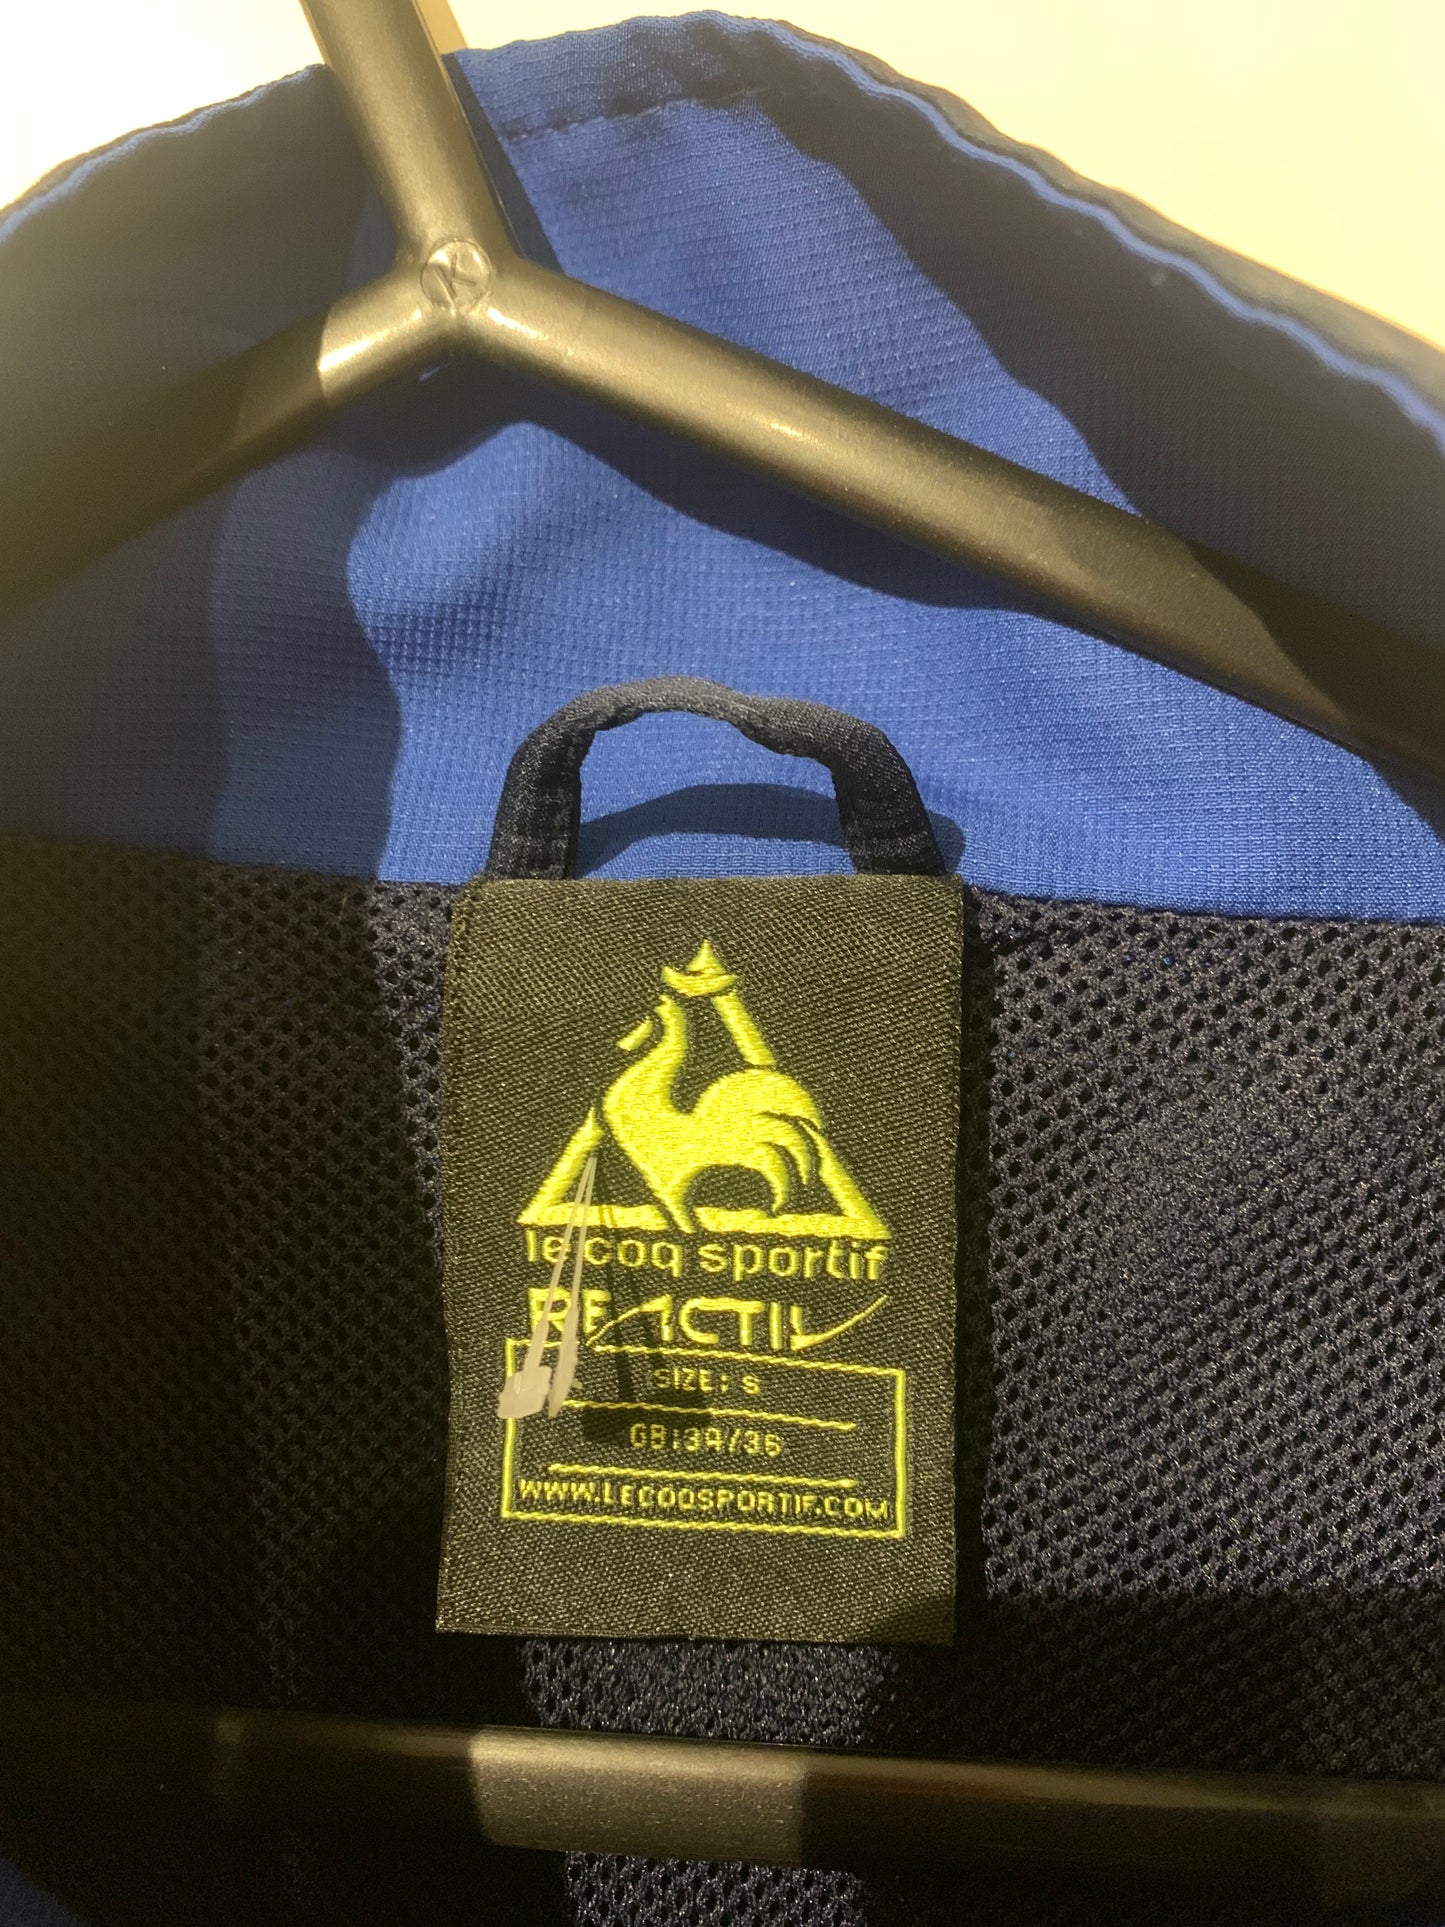 K
le coq sportif
REACTIV
SIZE: S
GB:34/36
WWW.LECOQSPORTIF.COM